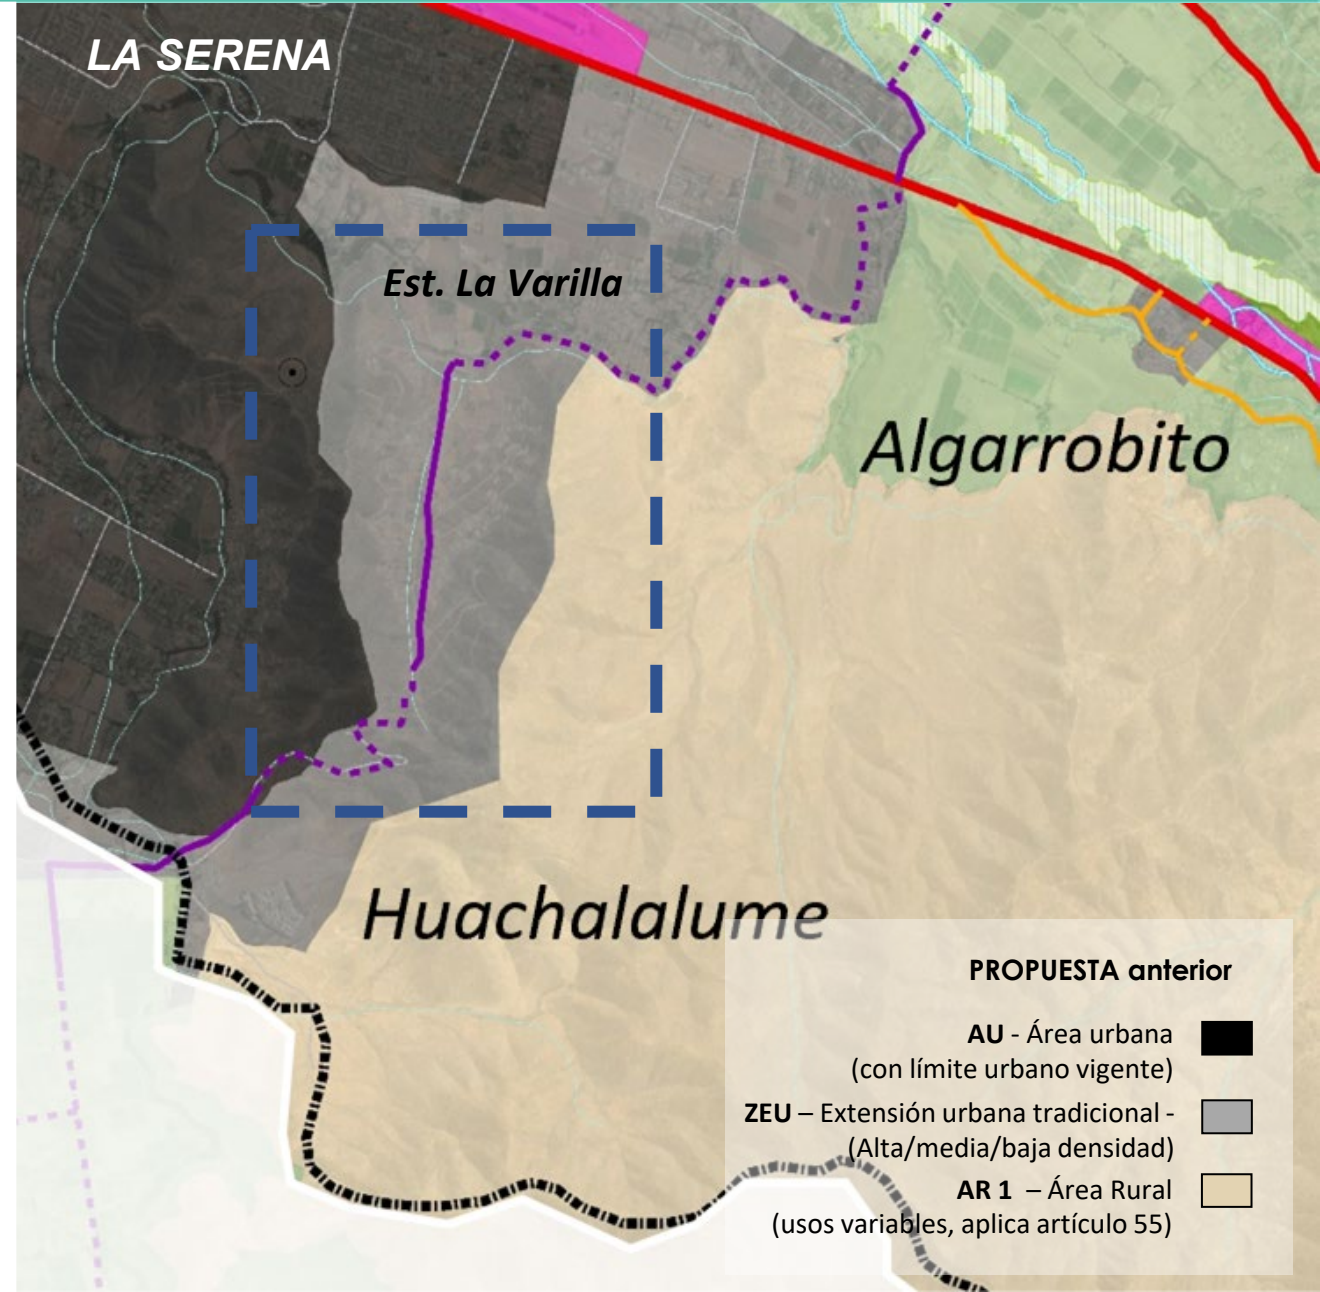 LA SERENA
Est. La Varilla
Algarrobito
Huachalalume
PROPUESTA anterior
AU - Área urbana
(con límite urbano vigente)
ZEU – Extensión urbana tradicional -
(Alta/media/baja densidad)
AR 1 – Área Rural
(usos variables, aplica artículo 55)